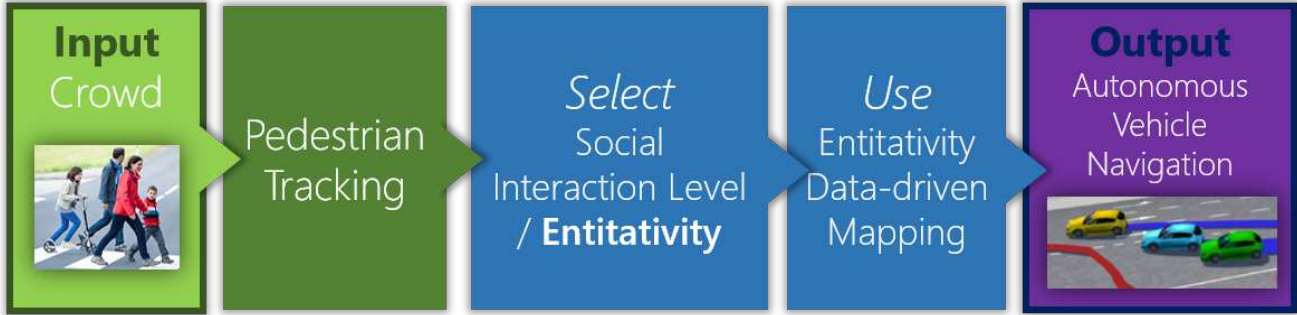 Input
Crowd
Pedestrian
Tracking
Select
Social
Interaction Level
/ Entitativity
Use
Entitativity
Data-driven
Mapping
Output
Autonomous
Vehicle
Navigation